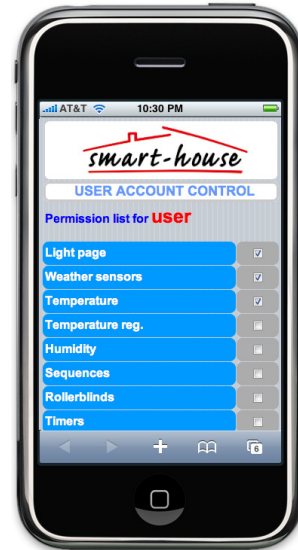 AT&T 10:30 PM
smart-house
USER ACCOUNT CONTROL
Permission list for user
Light page
Weather sensors
Temperature
Temperature reg.
Humidity
Sequences
Rollerblinds
Timers
6